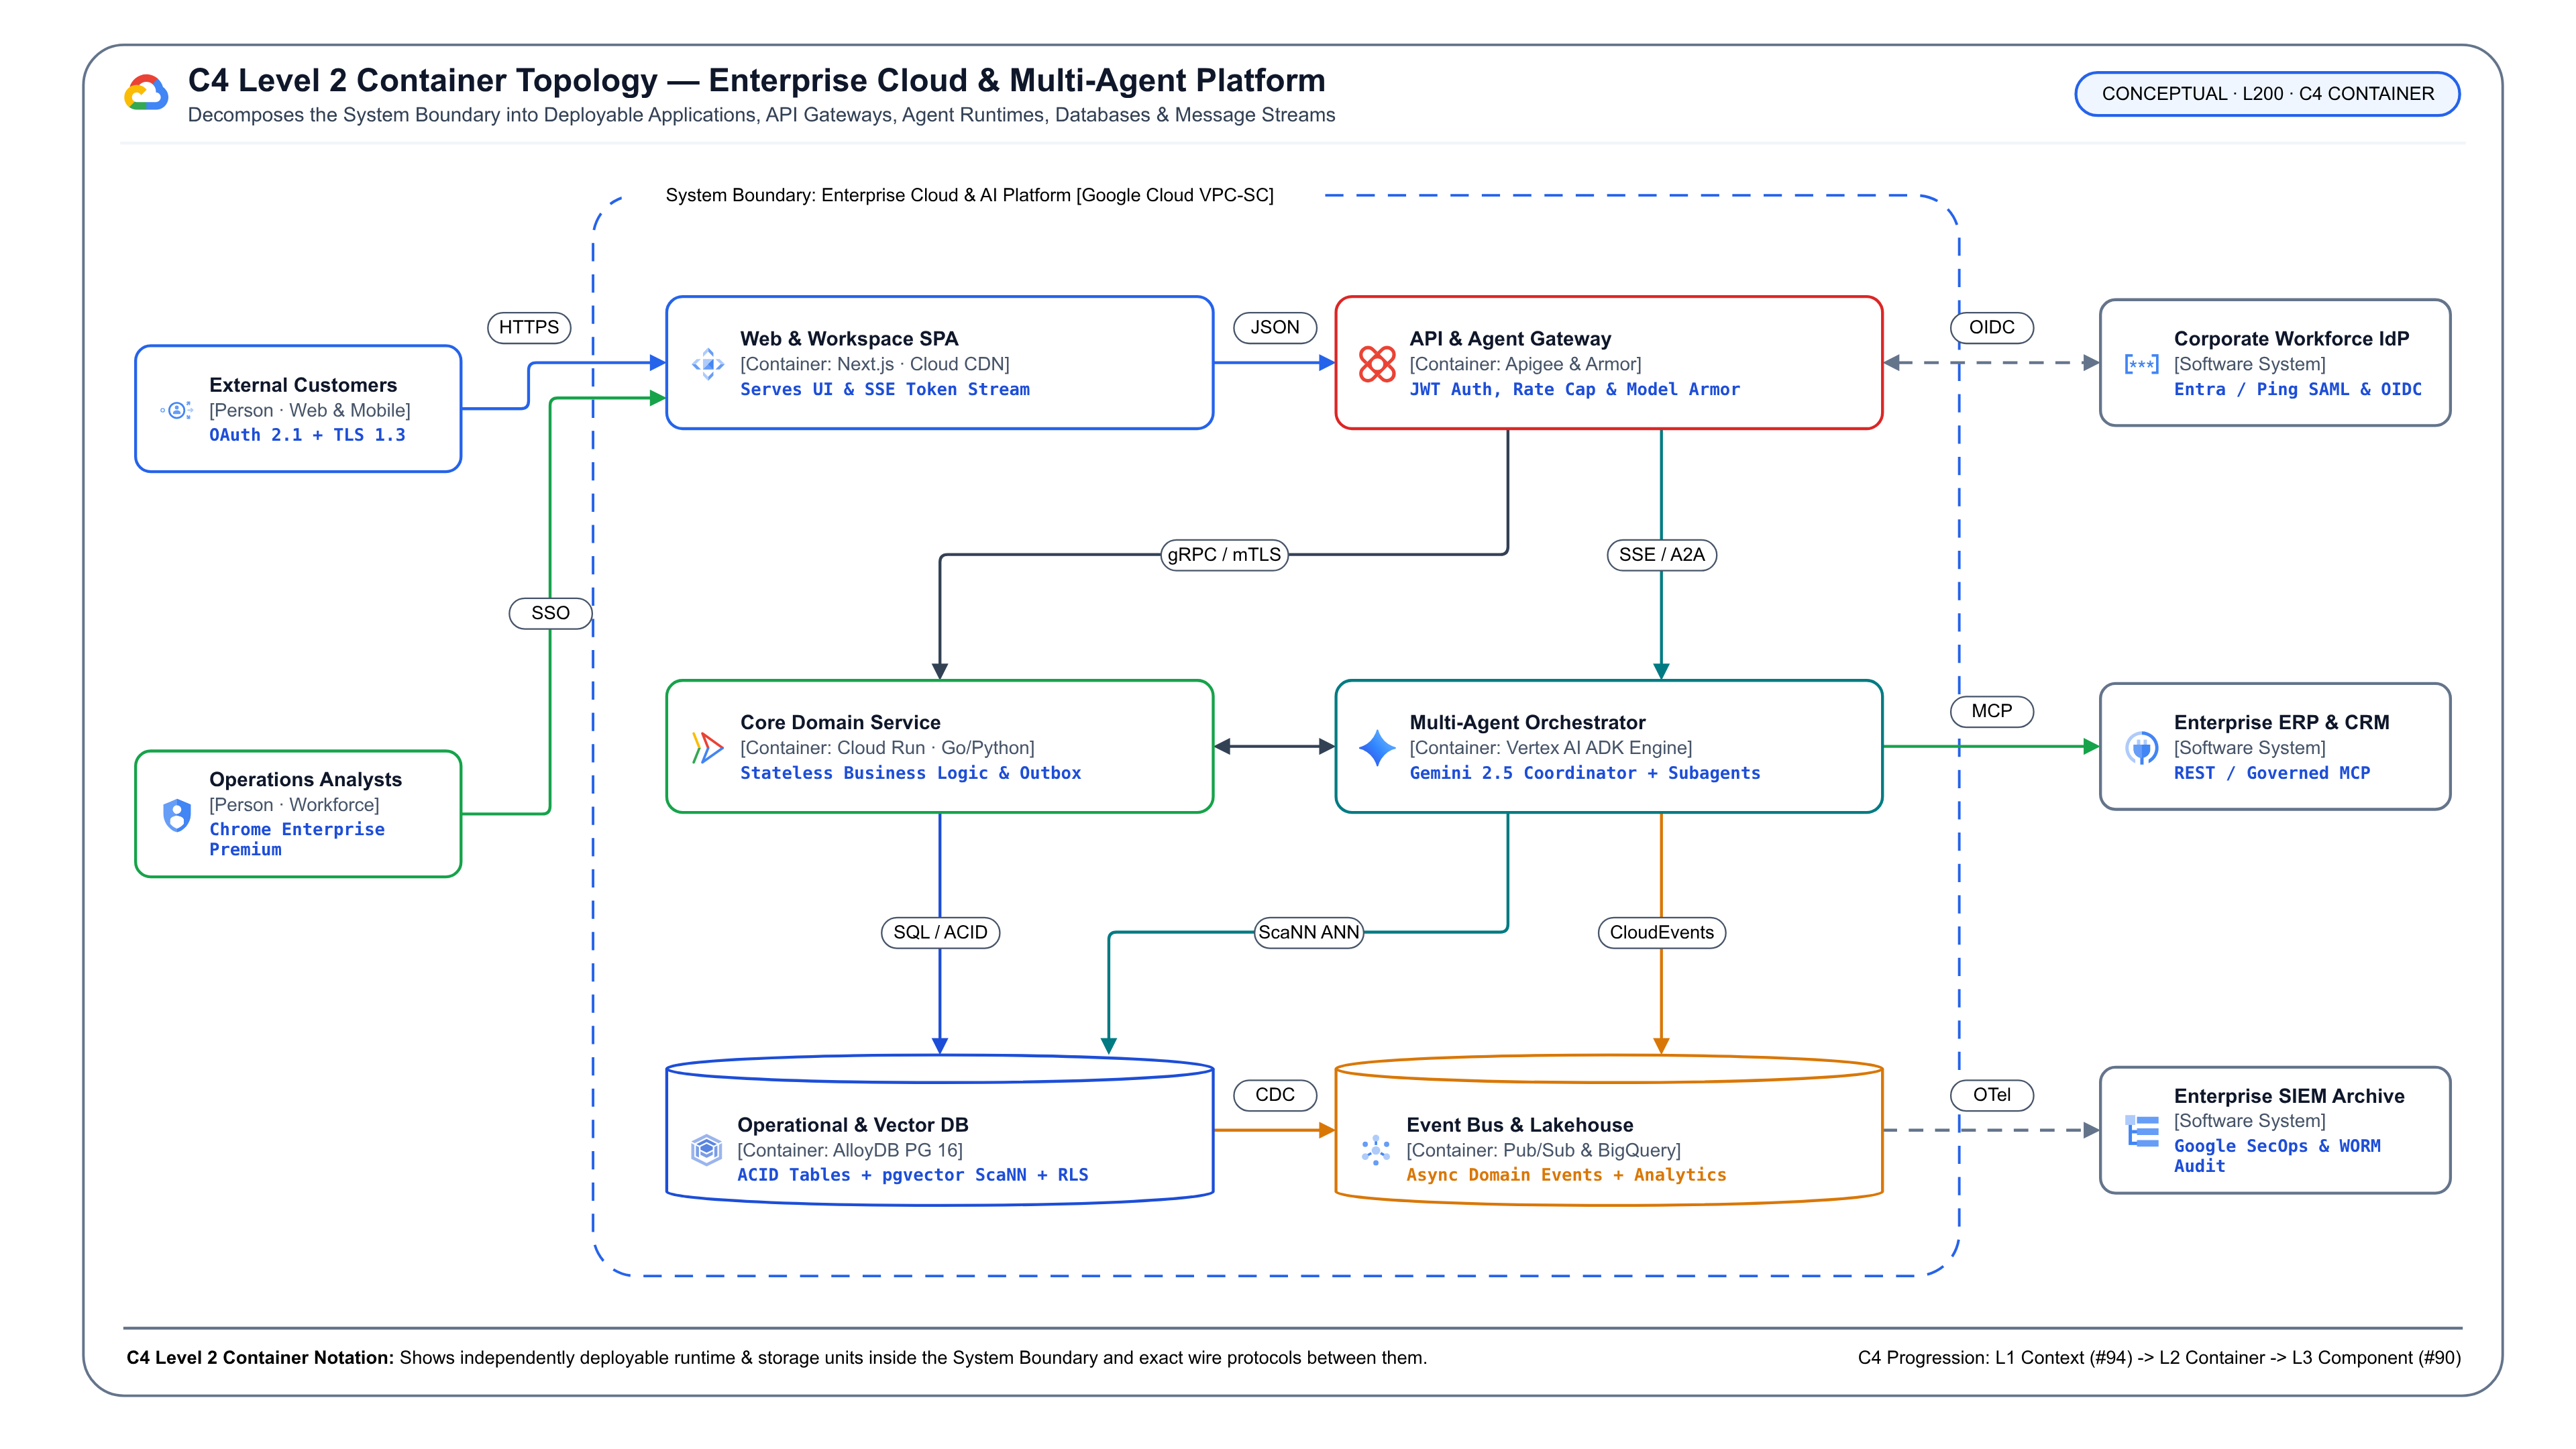 C4 Level 2 Container Topology — Enterprise Cloud & Multi-Agent Platform
Decomposes the System Boundary into Deployable Applications, API Gateways, Agent Runtimes, Databases & Message Streams
CONCEPTUAL · L200 · C4 CONTAINER
System Boundary: Enterprise Cloud & AI Platform [Google Cloud VPC-SC]
External Customers
[Person · Web & Mobile]
OAuth 2.1 + TLS 1.3
HTTPS
Web & Workspace SPA
[Container: Next.js · Cloud CDN]
Serves UI & SSE Token Stream
JSON
API & Agent Gateway
[Container: Apigee & Armor]
JWT Auth, Rate Cap & Model Armor
OIDC
Corporate Workforce IdP
[Software System]
Entra / Ping SAML & OIDC
gRPC / mTLS
SSE / A2A
SSO
Operations Analysts
[Person · Workforce]
Chrome Enterprise
Premium
Core Domain Service
[Container: Cloud Run · Go/Python]
Stateless Business Logic & Outbox
Multi-Agent Orchestrator
[Container: Vertex AI ADK Engine]
Gemini 2.5 Coordinator + Subagents
MCP
Enterprise ERP & CRM
[Software System]
REST / Governed MCP
SQL / ACID
ScaNN ANN
CloudEvents
Operational & Vector DB
[Container: AlloyDB PG 16]
ACID Tables + pgvector ScaNN + RLS
CDC
Event Bus & Lakehouse
[Container: Pub/Sub & BigQuery]
Async Domain Events + Analytics
OTel
Enterprise SIEM Archive
[Software System]
Google SecOps & WORM
Audit
C4 Level 2 Container Notation: Shows independently deployable runtime & storage units inside the System Boundary and exact wire protocols between them.
C4 Progression: L1 Context (#94) -> L2 Container -> L3 Component (#90)